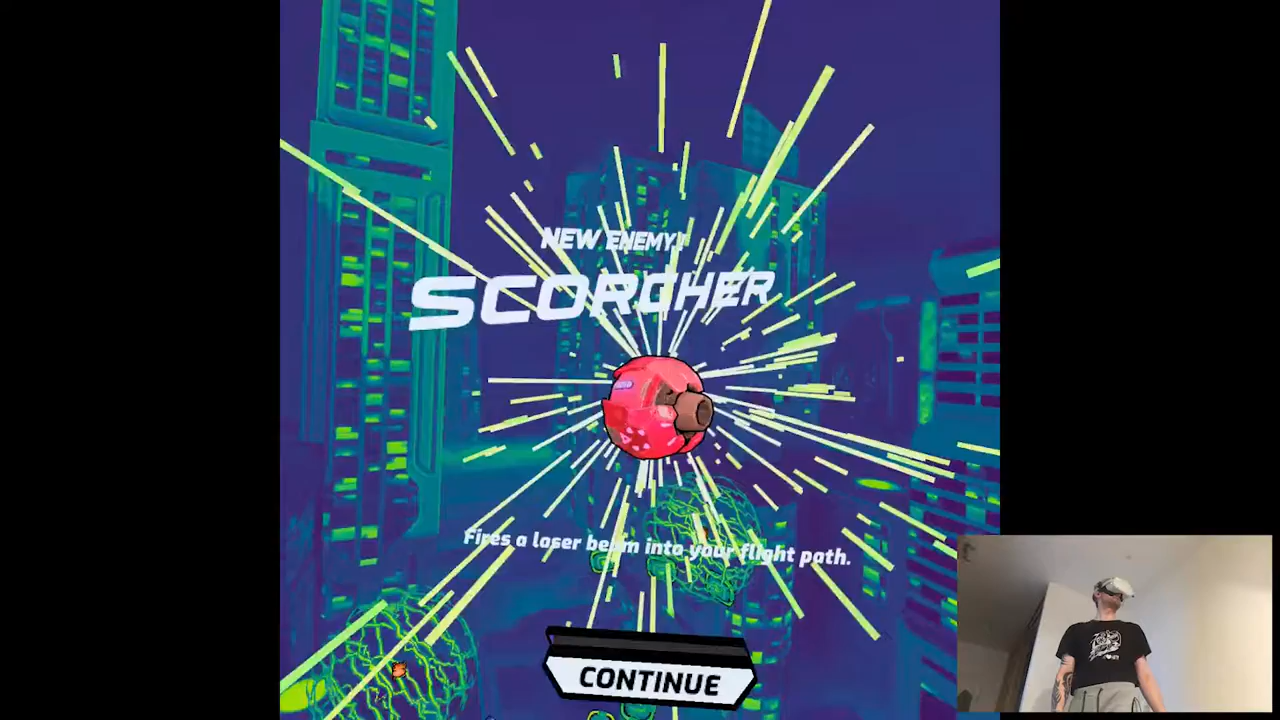 NEW ENEMY!
SCORCHER
Fires a laser beam into your flight path.
CONTINUE